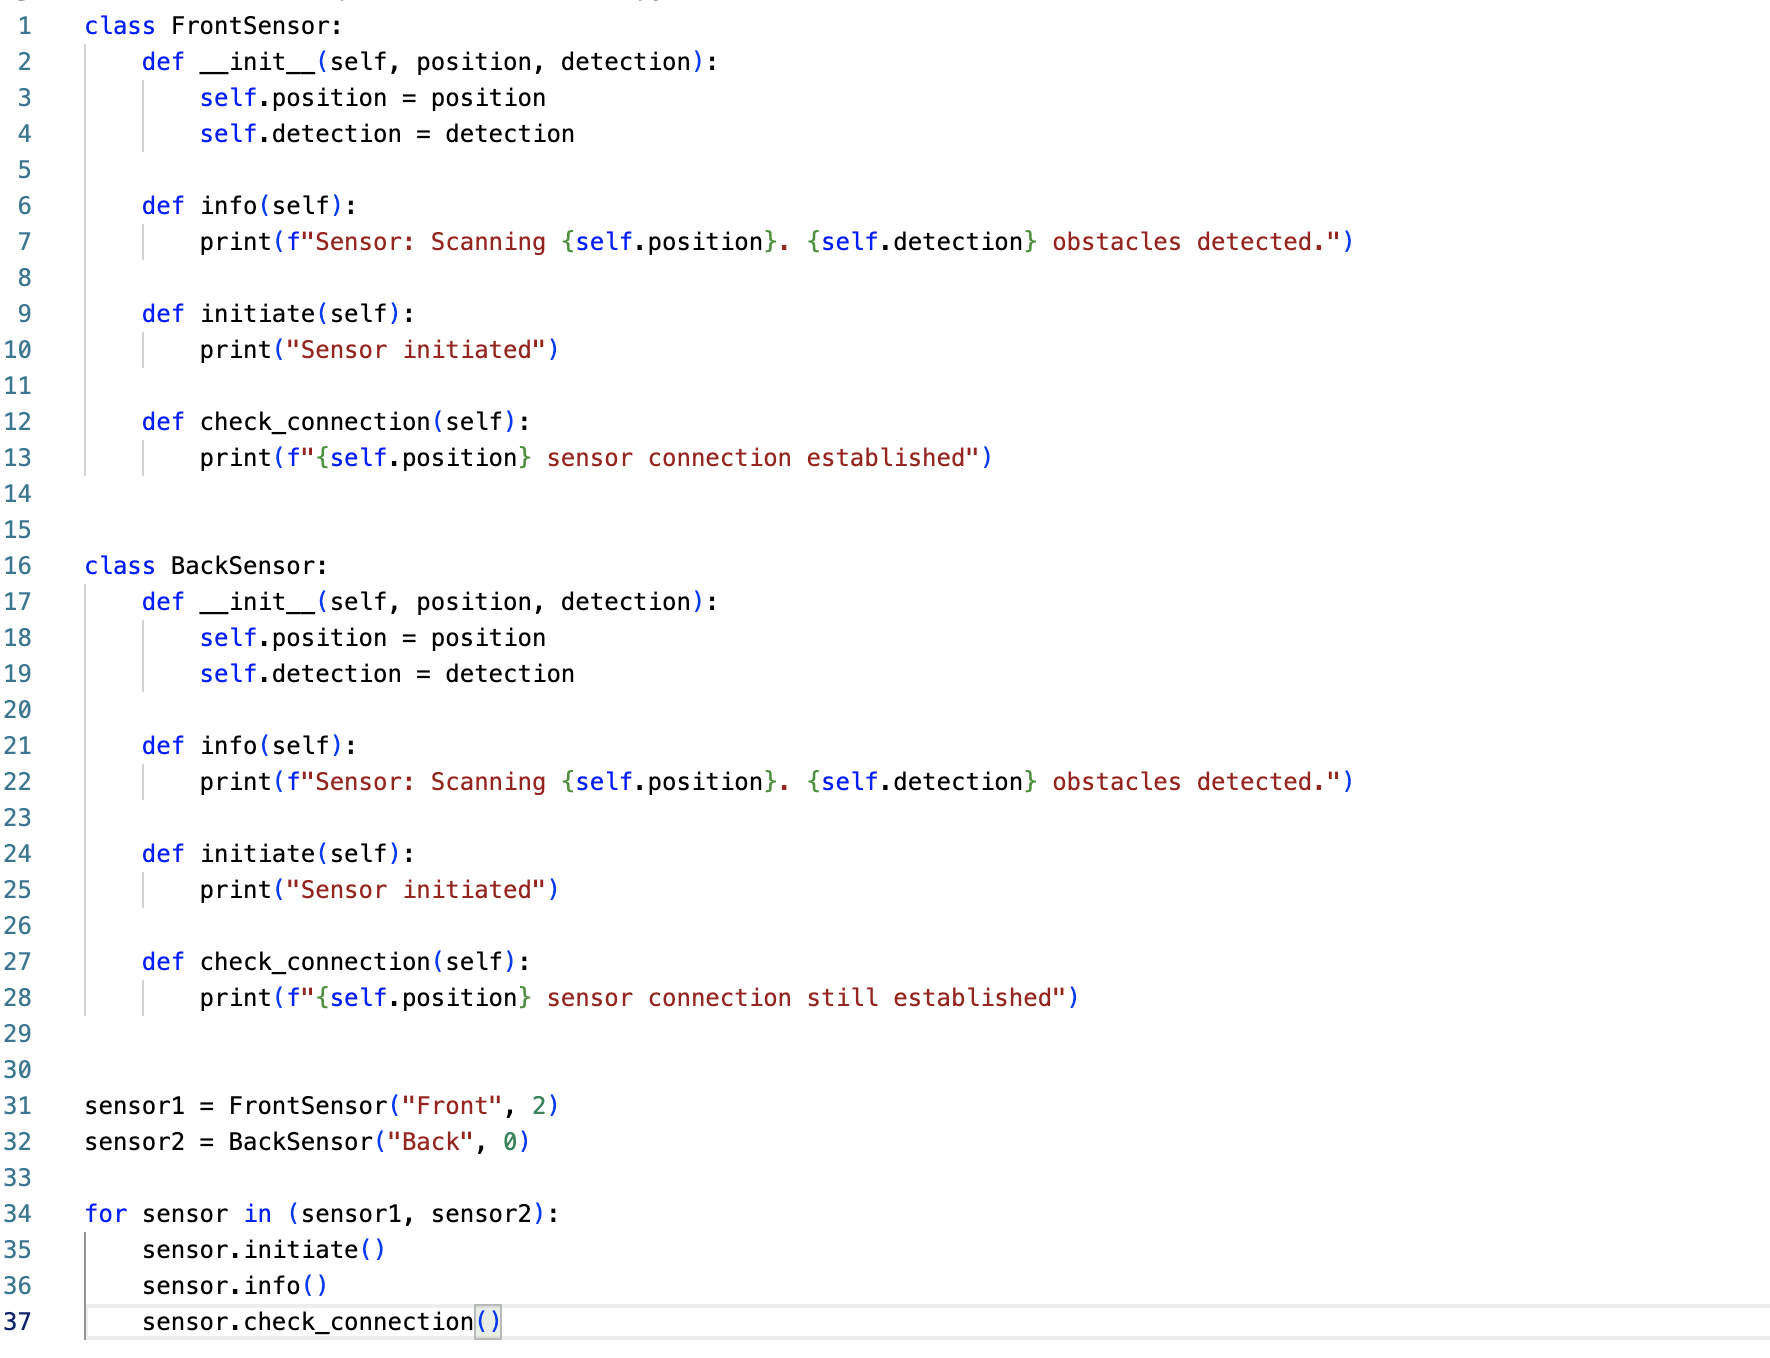 1 class FrontSensor:
2     def __init__(self, position, detection):
3         self.position = position
4         self.detection = detection
5
6     def info(self):
7         print(f"Sensor: Scanning {self.position}. {self.detection} obstacles detected.")
8
9     def initiate(self):
10         print("Sensor initiated")
11
12     def check_connection(self):
13         print(f"{self.position} sensor connection established")
14
15
16 class BackSensor:
17     def __init__(self, position, detection):
18         self.position = position
19         self.detection = detection
20
21     def info(self):
22         print(f"Sensor: Scanning {self.position}. {self.detection} obstacles detected.")
23
24     def initiate(self):
25         print("Sensor initiated")
26
27     def check_connection(self):
28         print(f"{self.position} sensor connection still established")
29
30
31 sensor1 = FrontSensor("Front", 2)
32 sensor2 = BackSensor("Back", 0)
33
34 for sensor in (sensor1, sensor2):
35     sensor.initiate()
36     sensor.info()
37     sensor.check_connection()